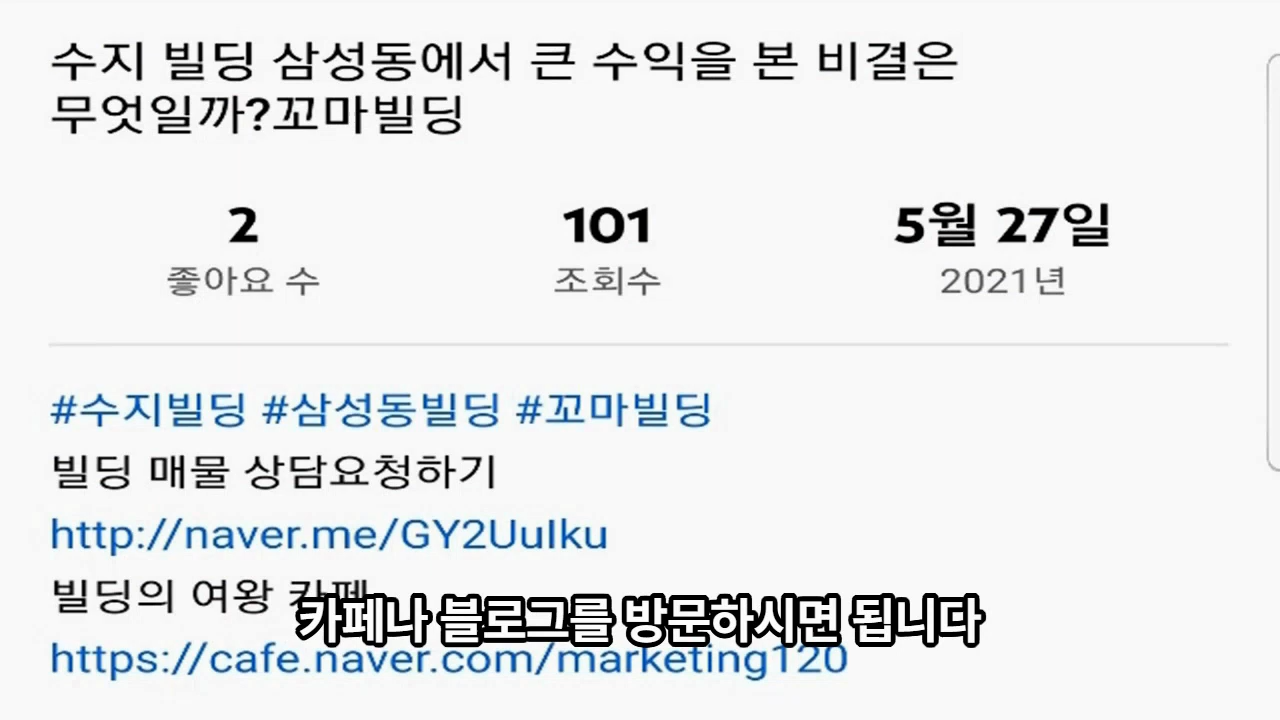 수지 빌딩 삼성동에서 큰 수익을 본 비결은
무엇일까?꼬마빌딩
2
좋아요 수
101
조회수
5월 27일
2021년
#수지빌딩 #삼성동빌딩 #꼬마빌딩
빌딩 매물 상담요청하기
http://naver.me/GY2UuIku
빌딩의 여왕 카페
카페나 블로그를 방문하시면 됩니다
https://cafe.naver.com/marketing120